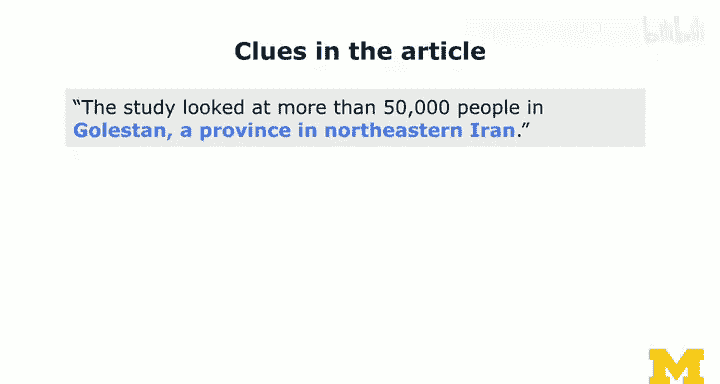 bilibili
Clues in the article
“The study looked at more than 50,000 people in
Golestan, a province in northeastern Iran.”
M